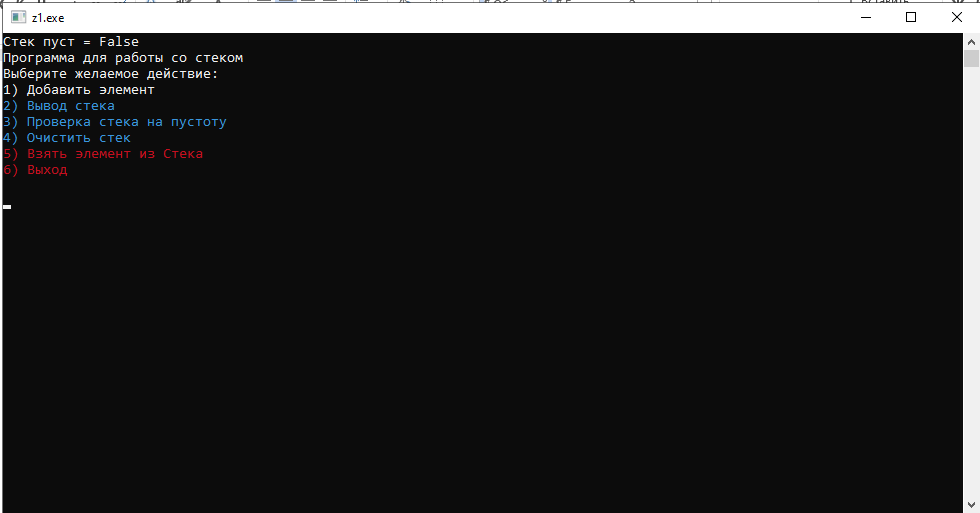 z1.exe
Стек пуст = False
Программа для работы со стеком
Выберите желаемое действие:
1) Добавить элемент
2) Вывод стека
3) Проверка стека на пустоту
4) Очистить стек
5) Взять элемент из Стека
6) Выход